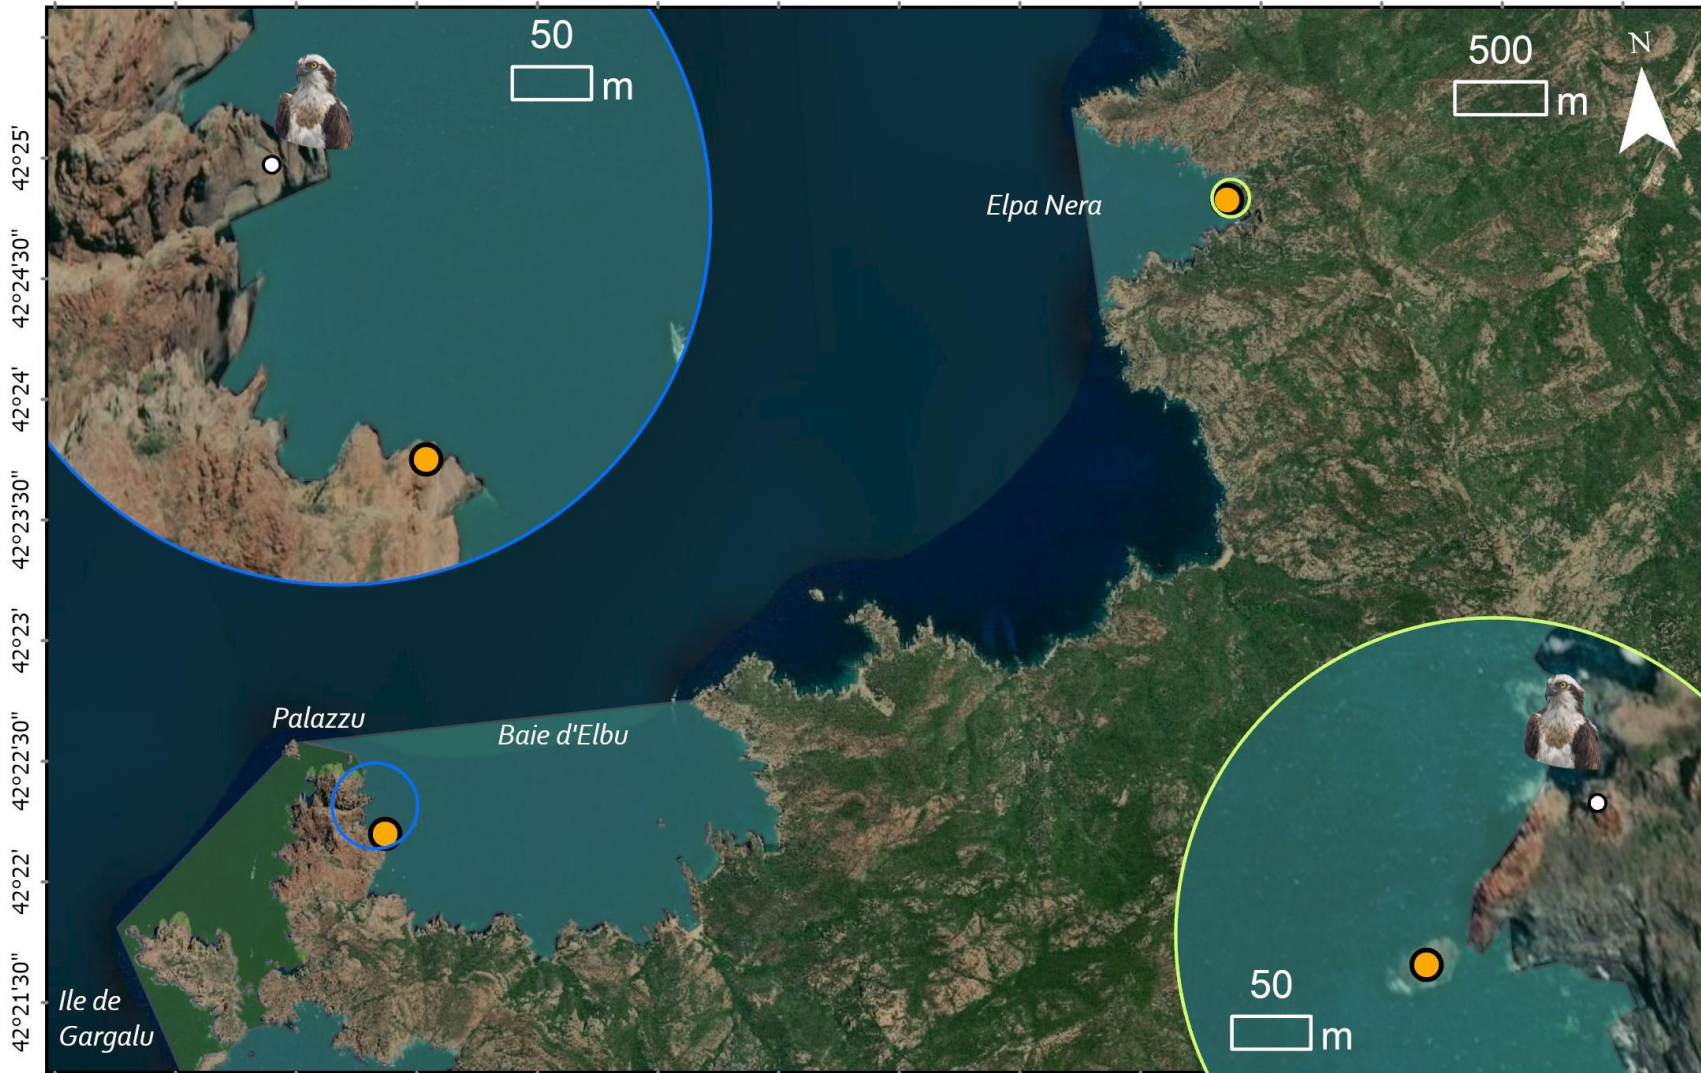 50
m
500
m
N
42°25'
42°24'30"
42°24'
42°23'30"
42°23'
42°22'30"
42°22'
42°21'30"
Elpa Nera
Palazzu
Baie d'Elbu
Ile de
Gargalu
50
m